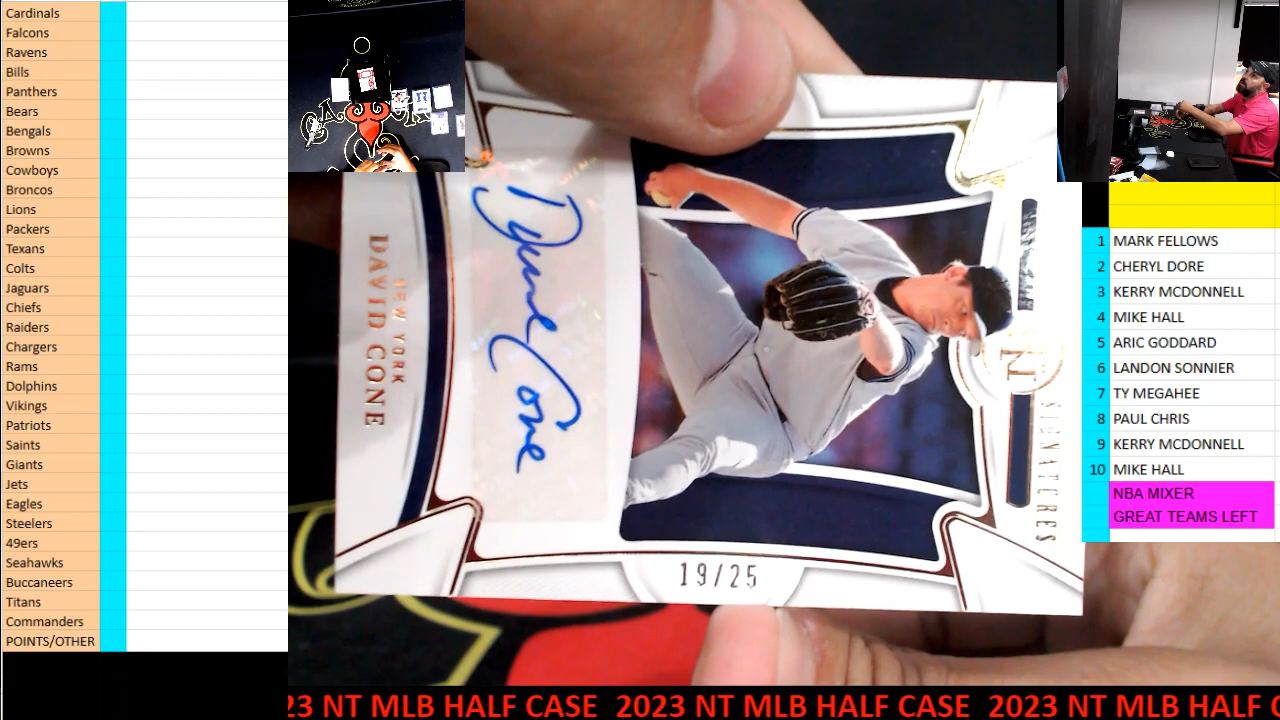 Cardinals
Falcons
Ravens
Bills
Panthers
Bears
Bengals
Browns
Cowboys
Broncos
Lions
Packers
Texans
Colts
Jaguars
Chiefs
Raiders
Chargers
Rams
Dolphins
Vikings
Patriots
Saints
Giants
Jets
Eagles
Steelers
49ers
Seahawks
Buccaneers
Titans
Commanders
POINTS/OTHER
NEW YORK
DAVID CONE
David Cone
NT
SIGNATURES
19/25
1 MARK FELLOWS
2 CHERYL DORE
3 KERRY MCDONNELL
4 MIKE HALL
5 ARIC GODDARD
6 LANDON SONNIER
7 TY MEGAHEE
8 PAUL CHRIS
9 KERRY MCDONNELL
10 MIKE HALL
NBA MIXER
GREAT TEAMS LEFT
23 NT MLB HALF CASE 2023 NT MLB HALF CASE 2023 NT MLB HALF C